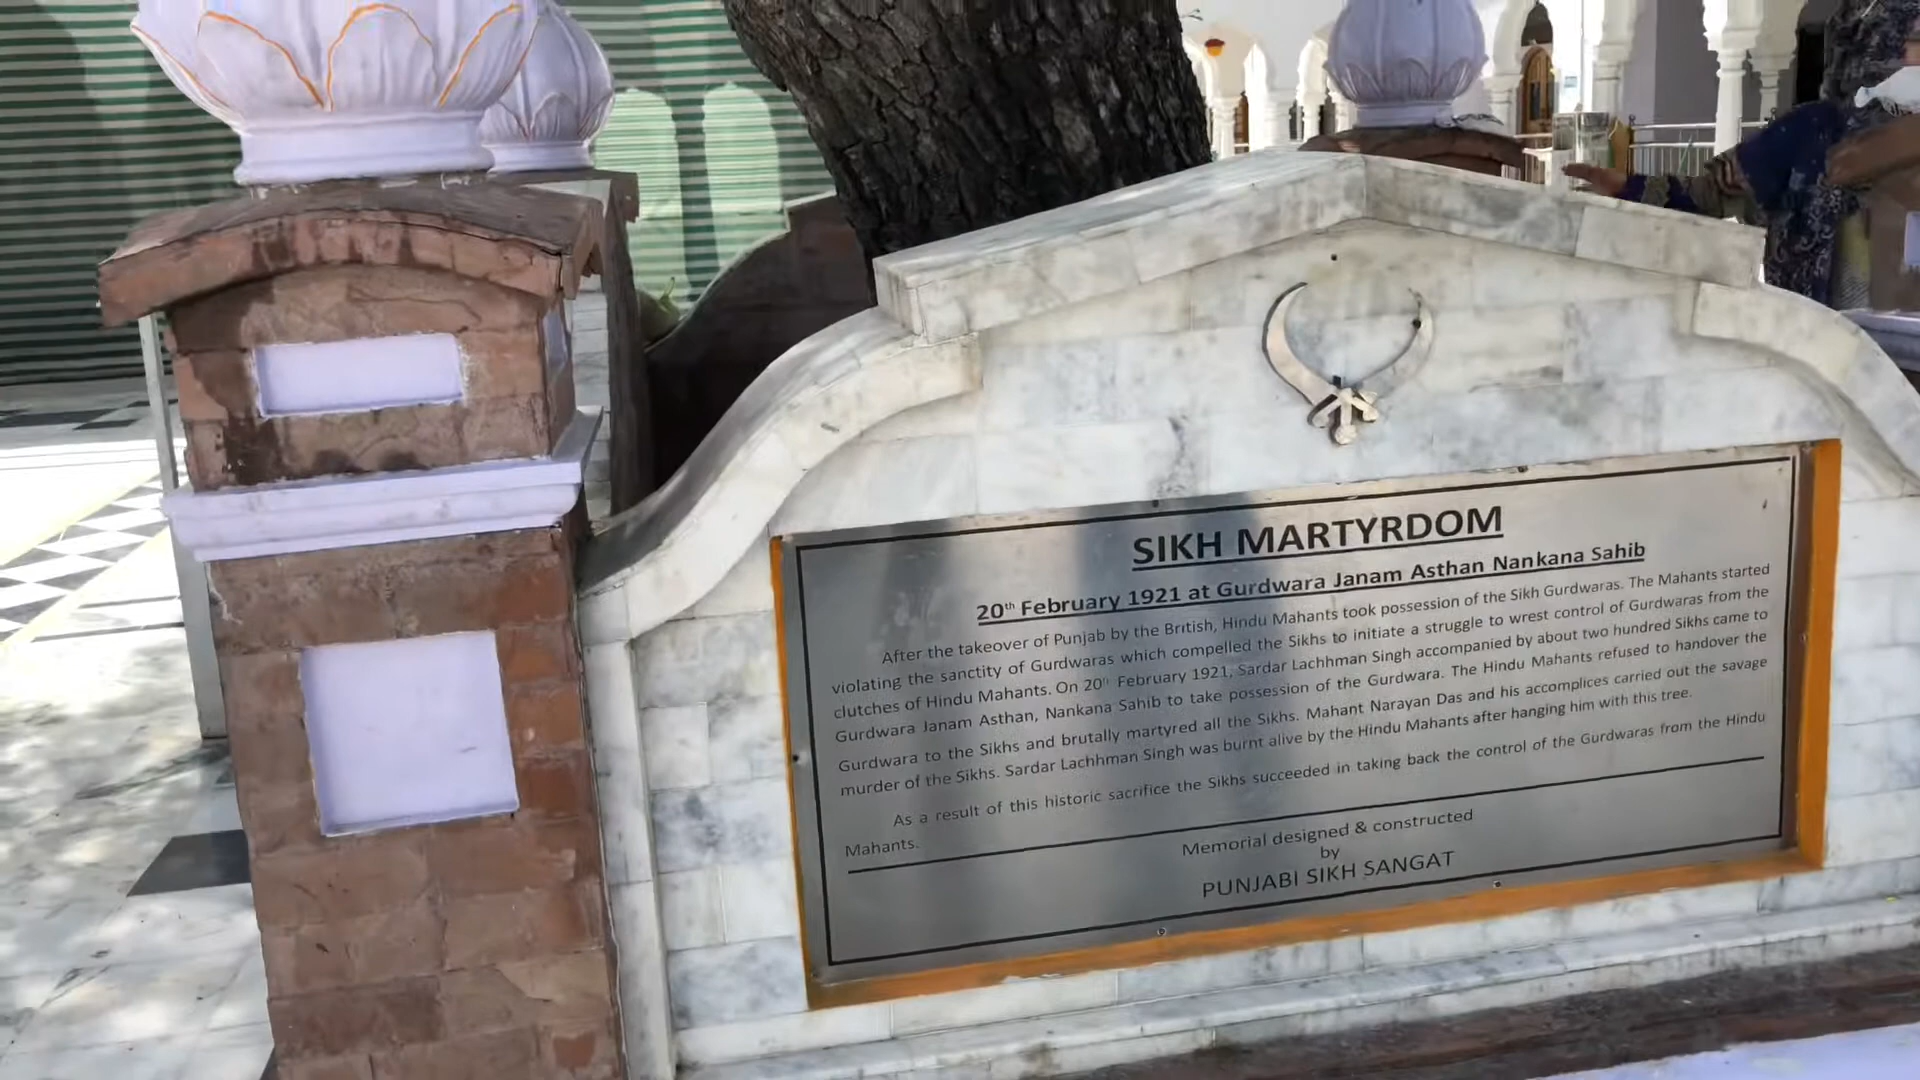 SIKH MARTYRDOM
20th February 1921 at Gurdwara Janam Asthan Nankana Sahib
After the takeover of Punjab by the British, Hindu Mahants took possession of the Sikh Gurdwaras. The Mahants started
violating the sanctity of Gurdwaras which compelled the Sikhs to initiate a struggle to wrest control of Gurdwaras from the
clutches of Hindu Mahants. On 20th February 1921, Sardar Lachhman Singh accompanied by about two hundred Sikhs came to
Gurdwara Janam Asthan, Nankana Sahib to take possession of the Gurdwara. The Hindu Mahants refused to handover the
Gurdwara to the Sikhs and brutally martyred all the Sikhs. Mahant Narayan Das and his accomplices carried out the savage
murder of the Sikhs. Sardar Lachhman Singh was burnt alive by the Hindu Mahants after hanging him with this tree.
As a result of this historic sacrifice the Sikhs succeeded in taking back the control of the Gurdwaras from the Hindu
Mahants.
Memorial designed & constructed
by
PUNJABI SIKH SANGAT